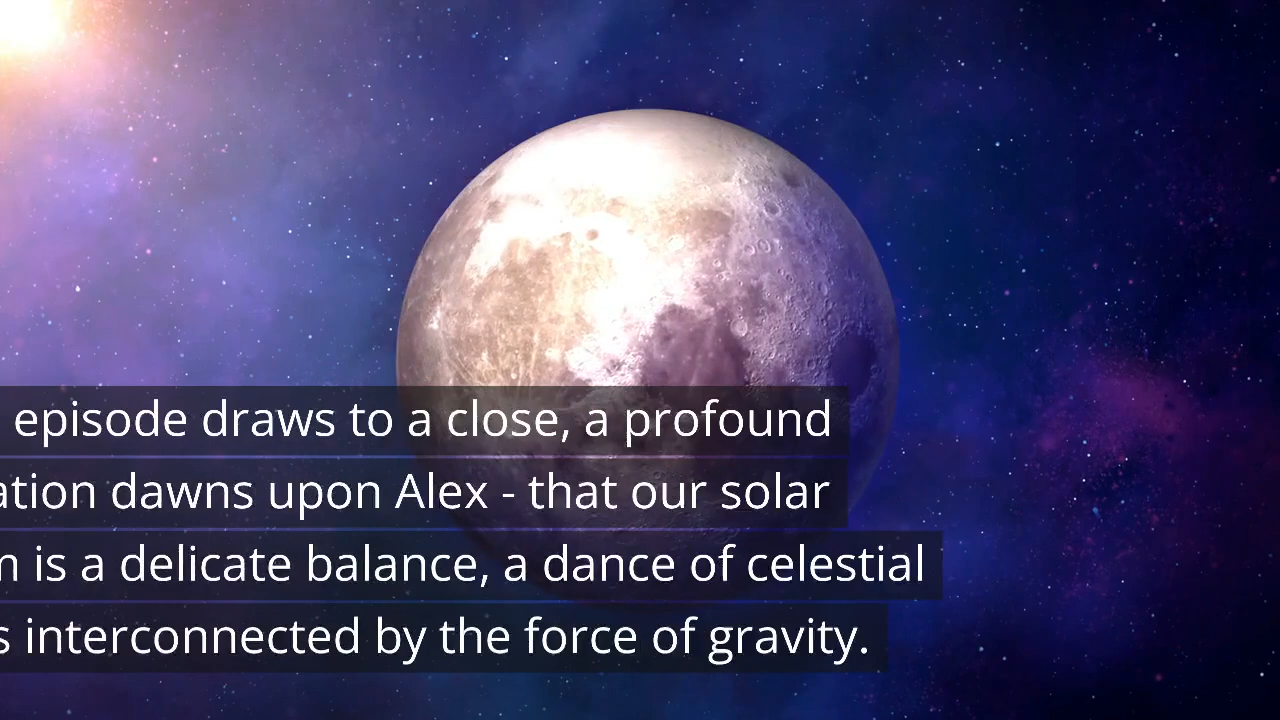 episode draws to a close, a profound
ation dawns upon Alex - that our solar
is a delicate balance, a dance of celestial
interconnected by the force of gravity.